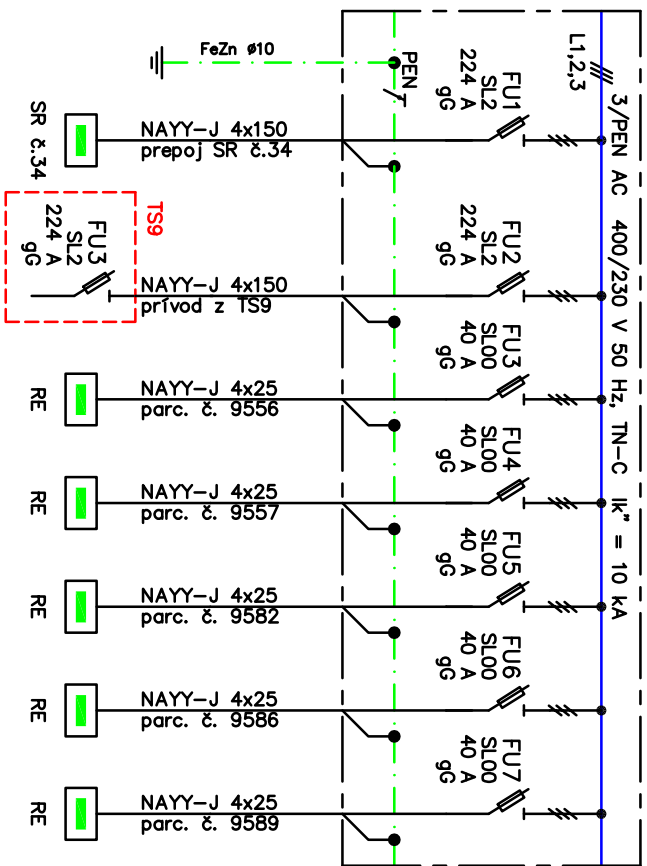 3/PEN AC 400/230 V 50 Hz, TN-C Ik" = 10 kA
L1,2,3
FU1
SL2
224 A
gG
FU2
SL2
224 A
gG
FU3
SL00
40 A
gG
FU4
SL00
40 A
gG
FU5
SL00
40 A
gG
FU6
SL00
40 A
gG
FU7
SL00
40 A
gG
PEN
FeZn ø10
NAYY-J 4x150
prepoj SR č.34
NAYY-J 4x150
prívod z TS9
NAYY-J 4x25
parc. č. 9556
NAYY-J 4x25
parc. č. 9557
NAYY-J 4x25
parc. č. 9582
NAYY-J 4x25
parc. č. 9586
NAYY-J 4x25
parc. č. 9589
TS9
FU3
SL2
224 A
gG
SR č.34
RE
RE
RE
RE
RE